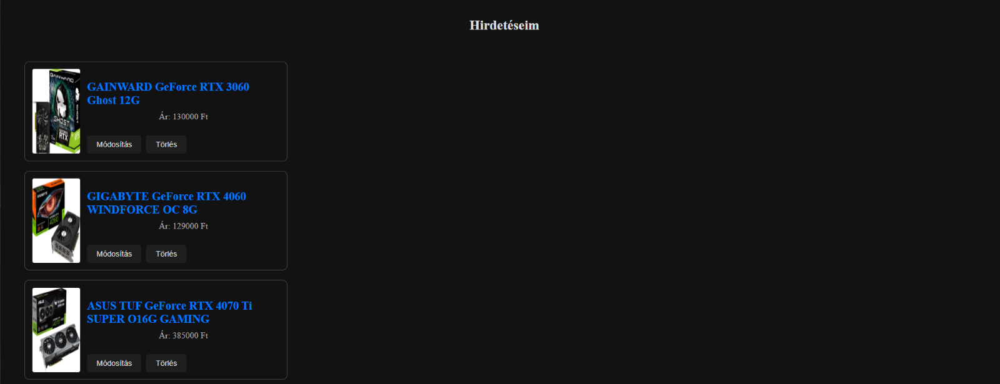 Hirdetéseim
GAINWARD
GHOST
RTX
GAINWARD GeForce RTX 3060
Ghost 12G
Ár: 130000 Ft
Módosítás Törlés
GIGABYTE
4060
GIGABYTE GeForce RTX 4060
WINDFORCE OC 8G
Ár: 129000 Ft
Módosítás Törlés
ASUS TUF GeForce RTX 4070 Ti
SUPER O16G GAMING
Ár: 385000 Ft
Módosítás Törlés